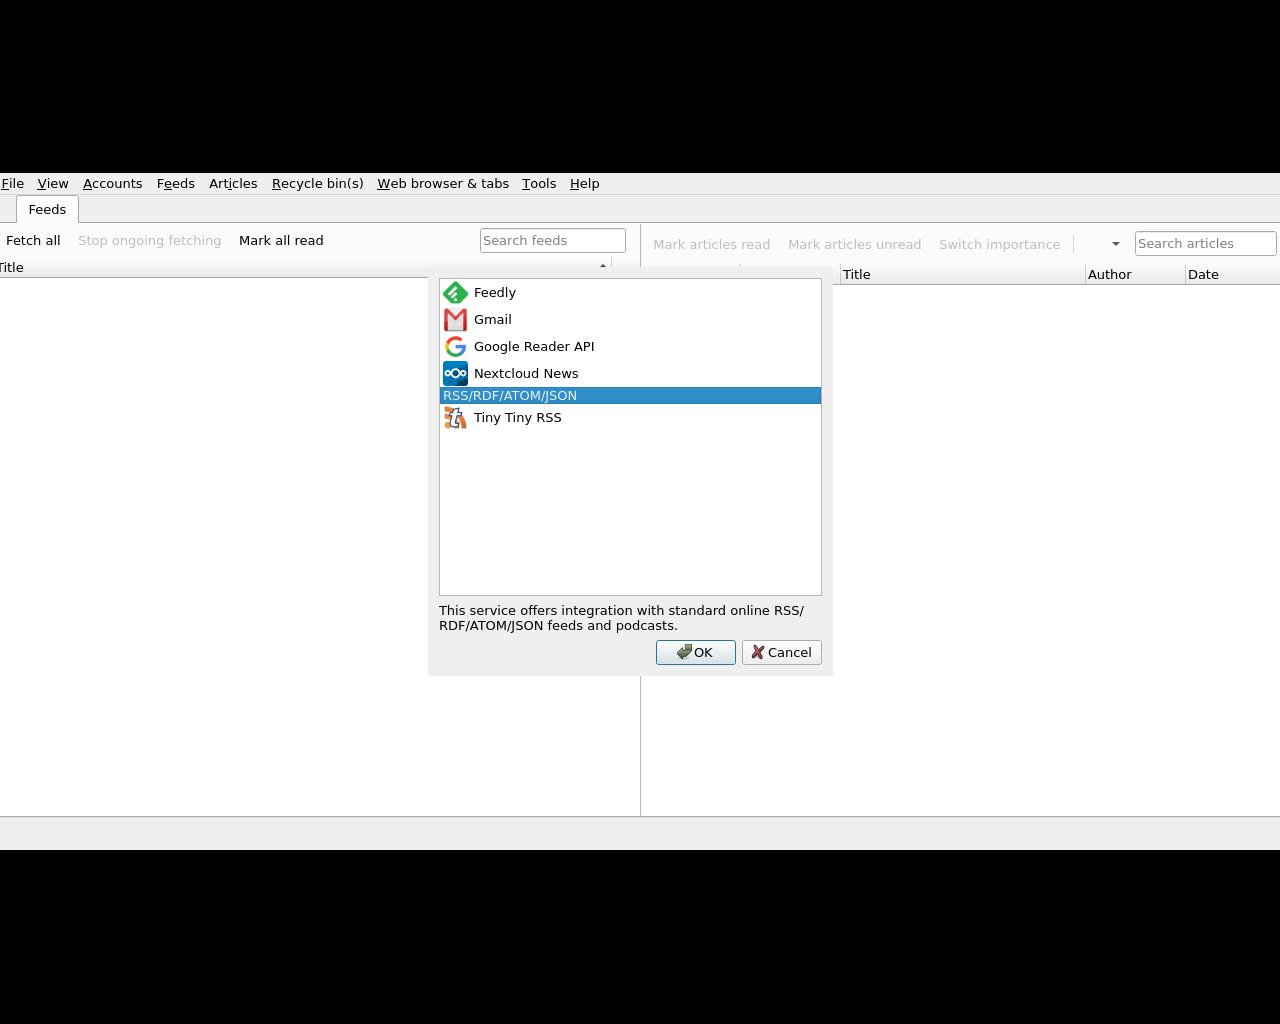 File View Accounts Feeds Articles Recycle bin(s) Web browser & tabs Tools Help
Feeds
Fetch all Stop ongoing fetching Mark all read Search feeds Mark articles read Mark articles unread Switch importance Search articles
Title Title Author Date
Feedly
Gmail
Google Reader API
Nextcloud News
RSS/RDF/ATOM/JSON
Tiny Tiny RSS
This service offers integration with standard online RSS/
RDF/ATOM/JSON feeds and podcasts.
OK Cancel